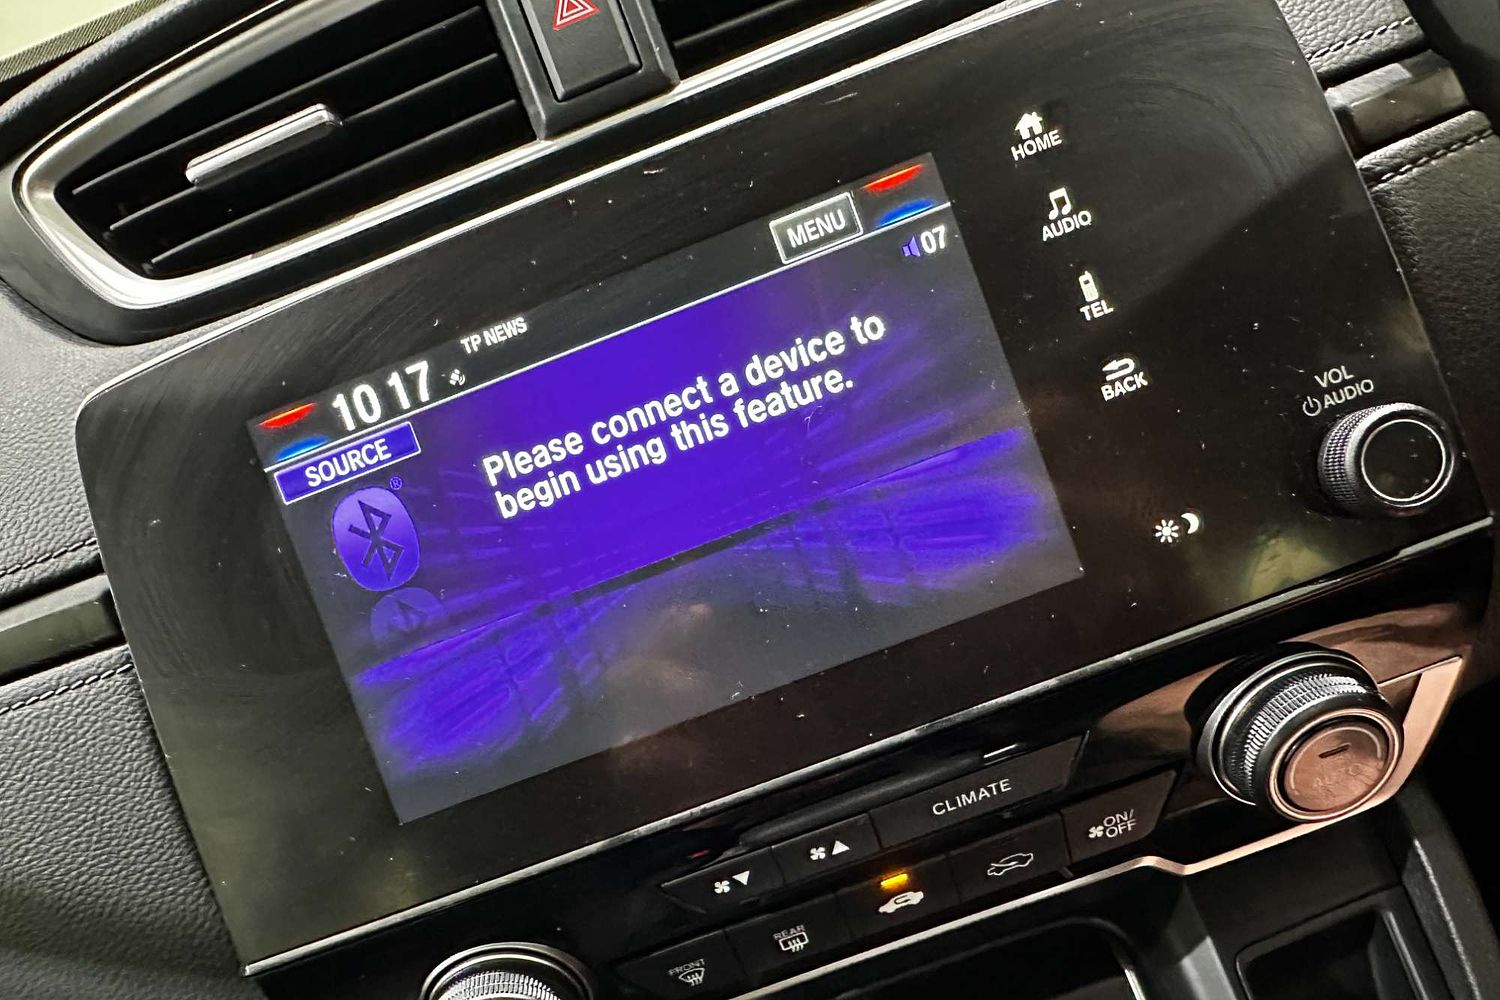 HOME
AUDIO
TEL
BACK
MENU
07
TP NEWS
10 17
SOURCE
®
Please connect a device to
begin using this feature.
VOL
AUDIO
CLIMATE
ON/
OFF
REAR
FRONT